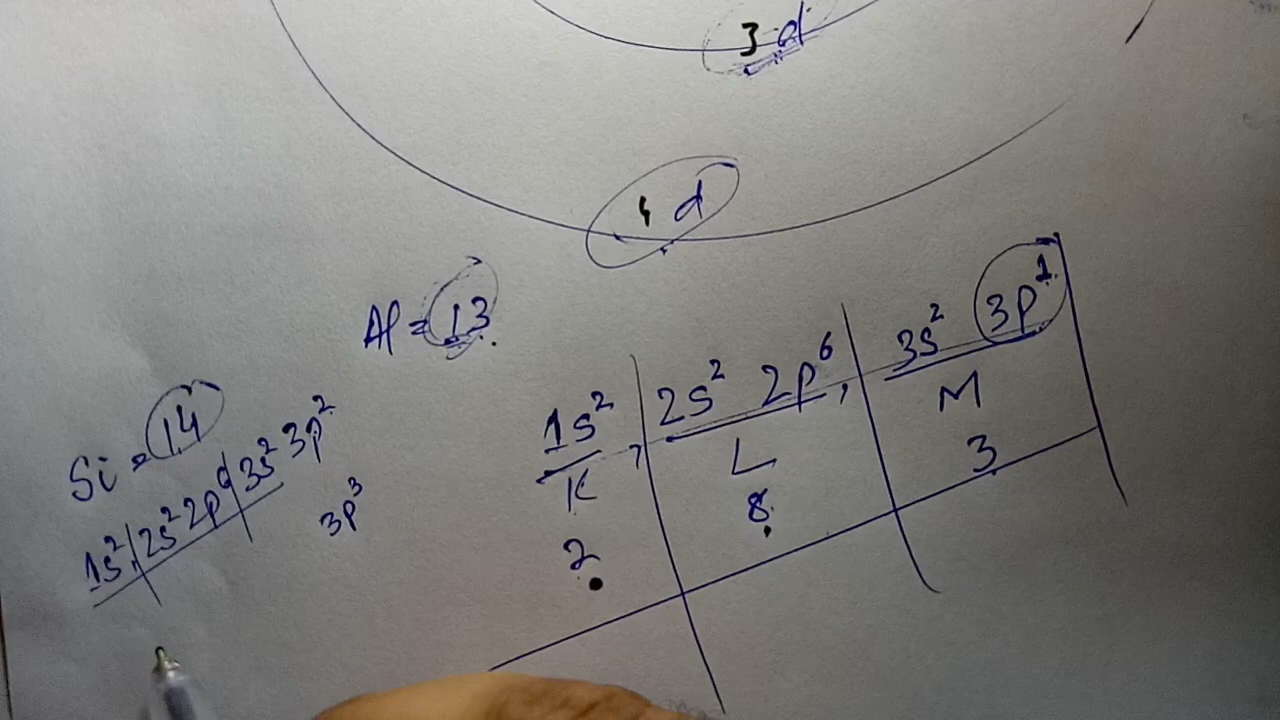 3d
4d
Al = 13.
Si = 14
1s², 2s² 2p⁶ 3s² 3p²
3p³
1s², 2s² 2p⁶, 3s² 3p¹
K L M
2 8 3